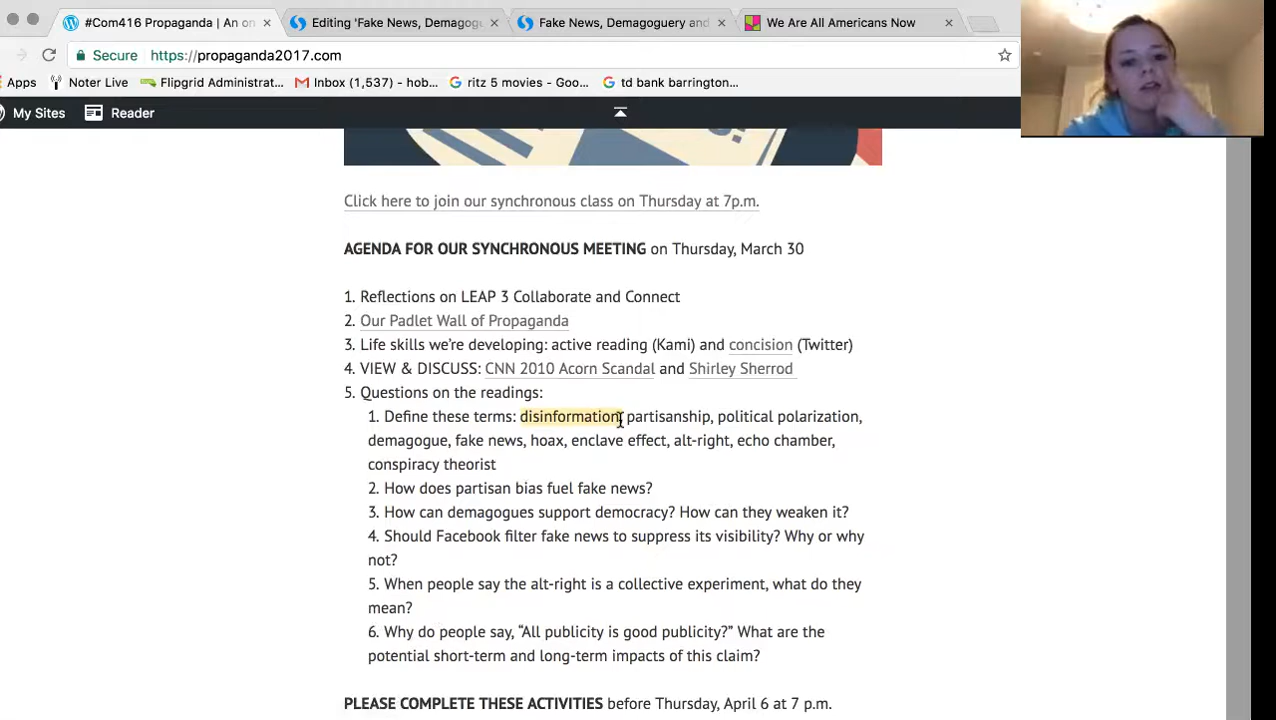 #Com416 Propaganda | An on
Editing 'Fake News, Demagogu
Fake News, Demagoguery and
We Are All Americans Now
Secure https://propaganda2017.com
Apps Noter Live Flipgrid Administrat... Inbox (1,537) - hob... ritz 5 movies - Goo... td bank barrington...
My Sites Reader
Click here to join our synchronous class on Thursday at 7p.m.
AGENDA FOR OUR SYNCHRONOUS MEETING on Thursday, March 30
1. Reflections on LEAP 3 Collaborate and Connect
2. Our Padlet Wall of Propaganda
3. Life skills we're developing: active reading (Kami) and concision (Twitter)
4. VIEW & DISCUSS: CNN 2010 Acorn Scandal and Shirley Sherrod
5. Questions on the readings:
1. Define these terms: disinformation, partisanship, political polarization,
demagogue, fake news, hoax, enclave effect, alt-right, echo chamber,
conspiracy theorist
2. How does partisan bias fuel fake news?
3. How can demagogues support democracy? How can they weaken it?
4. Should Facebook filter fake news to suppress its visibility? Why or why
not?
5. When people say the alt-right is a collective experiment, what do they
mean?
6. Why do people say, “All publicity is good publicity?” What are the
potential short-term and long-term impacts of this claim?
PLEASE COMPLETE THESE ACTIVITIES before Thursday, April 6 at 7 p.m.